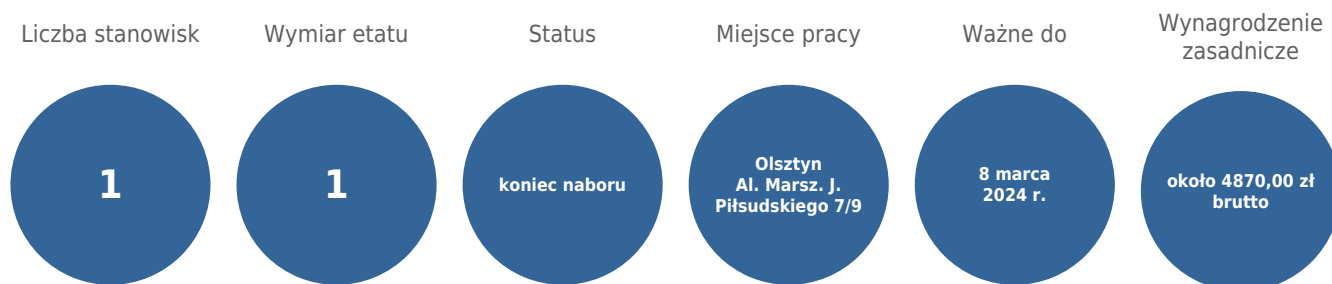 Liczba stanowisk
1
Wymiar etatu
1
Status
koniec naboru
Miejsce pracy
Olsztyn
Al. Marsz. J.
Piłsudskiego 7/9
Ważne do
8 marca
2024 r.
Wynagrodzenie
zasadnicze
około 4870,00 zł
brutto